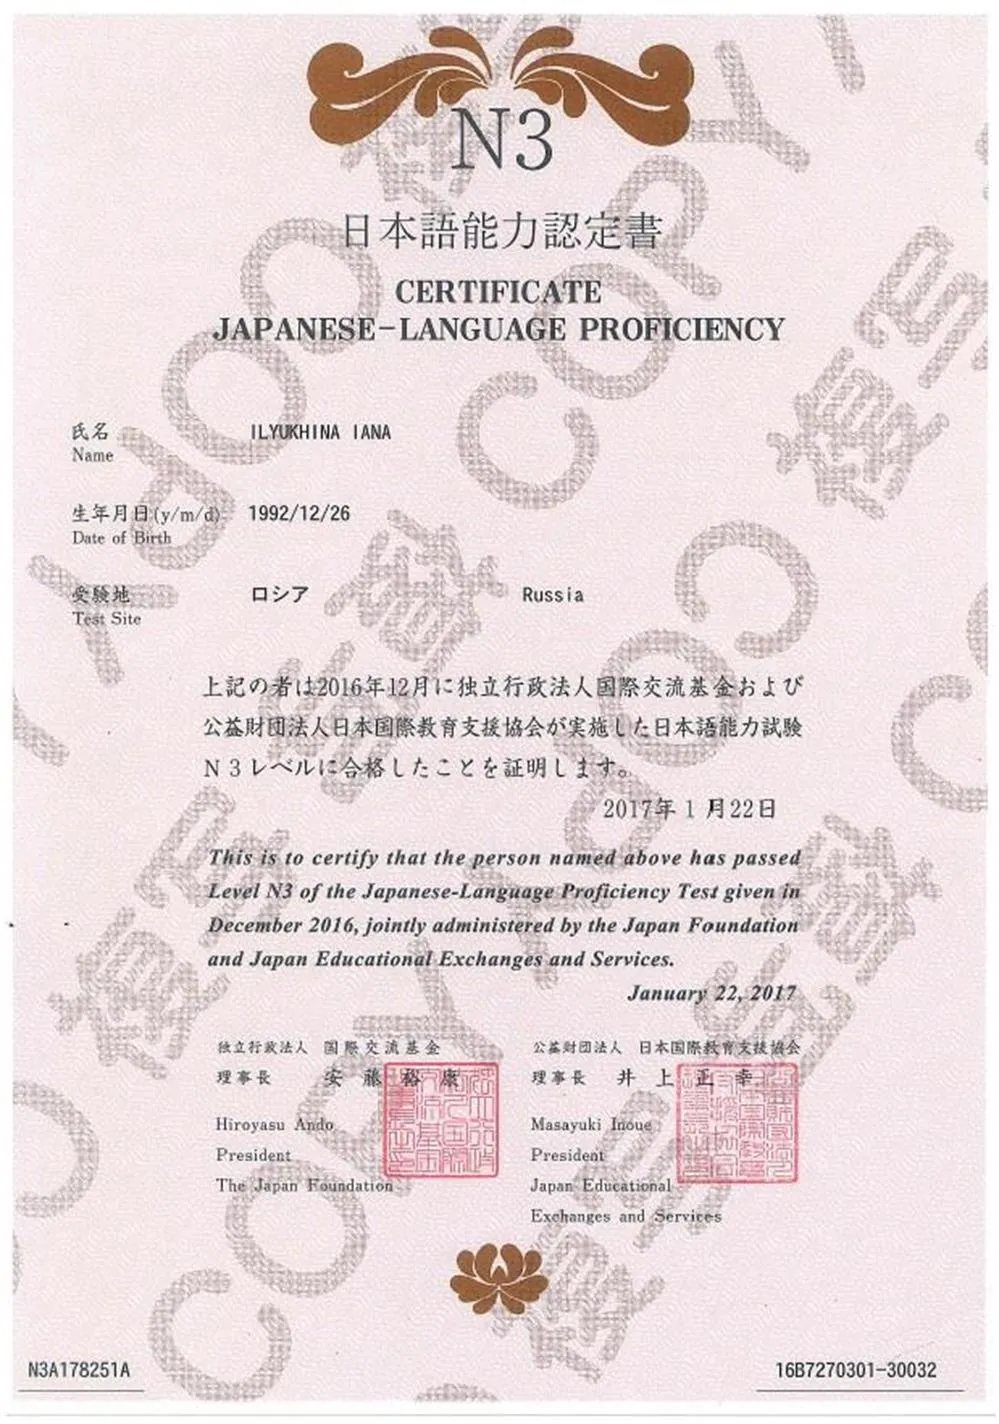 N3
日本語能力認定書
CERTIFICATE
JAPANESE-LANGUAGE PROFICIENCY
氏名 ILYUKHINA IANA
Name
生年月日(y/m/d) 1992/12/26
Date of Birth
受験地 ロシア Russia
Test Site
上記の者は2016年12月に独立行政法人国際交流基金および
公益財団法人日本国際教育支援協会が実施した日本語能力試験
N3レベルに合格したことを証明します。
2017年1月22日
This is to certify that the person named above has passed
Level N3 of the Japanese-Language Proficiency Test given in
December 2016, jointly administered by the Japan Foundation
and Japan Educational Exchanges and Services.
January 22, 2017
独立行政法人 国際交流基金
理事長 安藤裕康
Hiroyasu Ando
President
The Japan Foundation
公益財団法人 日本国際教育支援協会
理事長 井上正幸
Masayuki Inoue
President
Japan Educational
Exchanges and Services
N3A178251A
16B7270301-30032
COPY
複写